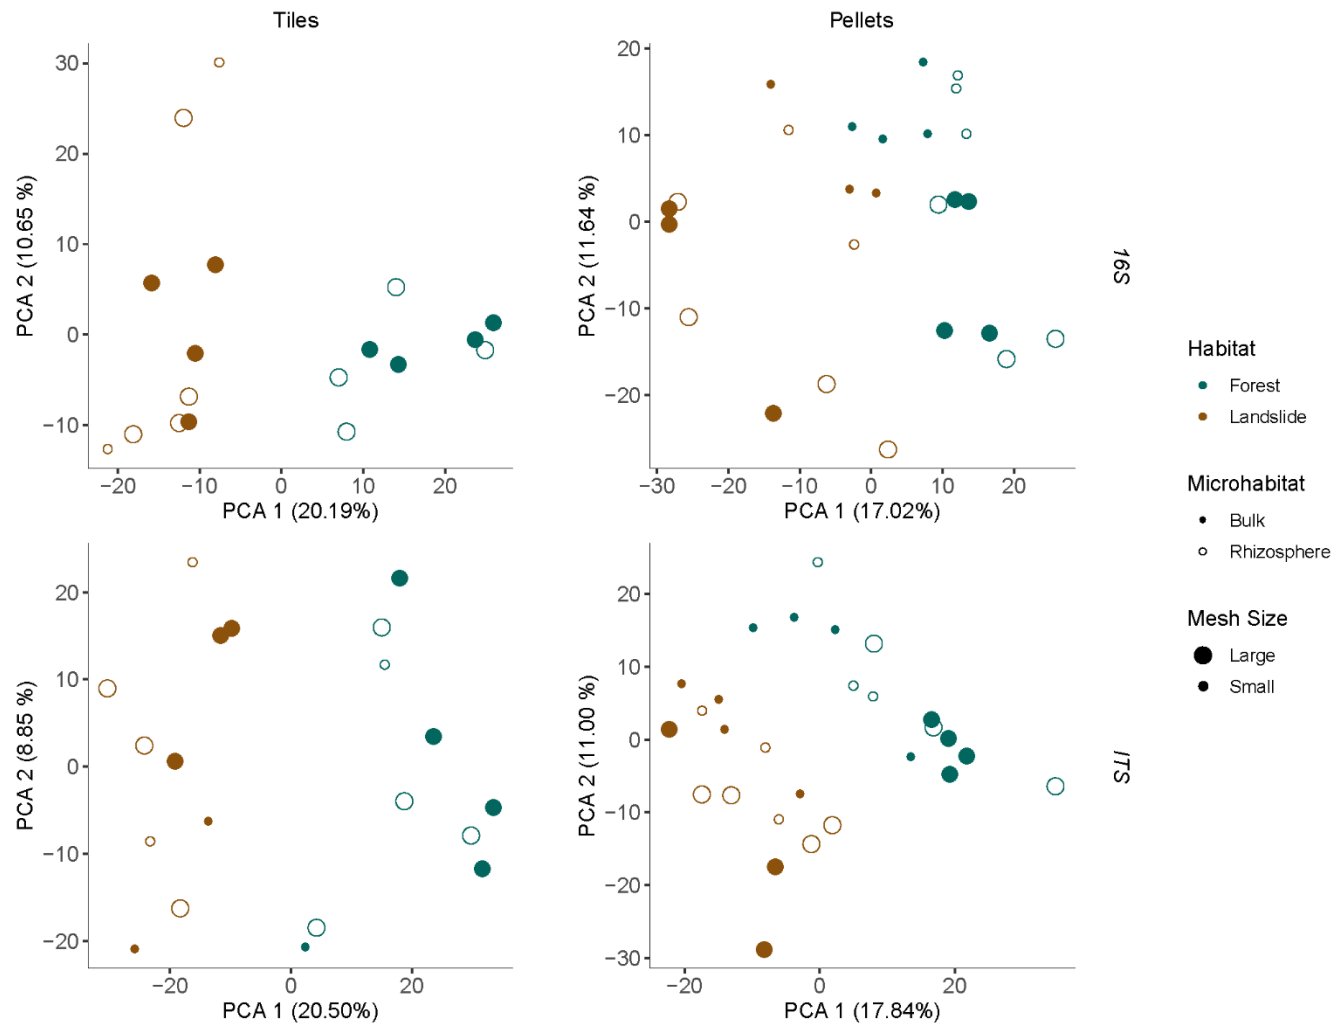 Tiles
Pellets
30
20
10
0
−10
PCA 2 (10.65 %)
−20
−10
0
10
20
PCA 1 (20.19%)
20
10
0
−10
−20
PCA 2 (11.64 %)
−30
−20
−10
0
10
20
PCA 1 (17.02%)
16S
20
10
0
−10
−20
PCA 2 (8.85 %)
−20
0
20
PCA 1 (20.50%)
20
10
0
−10
−20
−30
PCA 2 (11.00 %)
−20
0
20
PCA 1 (17.84%)
ITS
Habitat
Forest
Landslide
Microhabitat
Bulk
Rhizosphere
Mesh Size
Large
Small